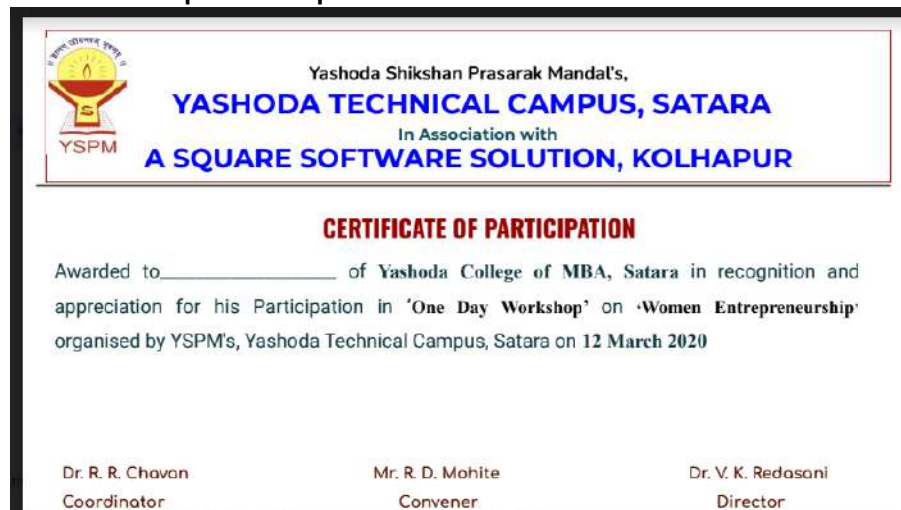 Yashoda Shikshan Prasarak Mandal's,
YASHODA TECHNICAL CAMPUS, SATARA
In Association with
A SQUARE SOFTWARE SOLUTION, KOLHAPUR
S
YSPM
CERTIFICATE OF PARTICIPATION
Awarded to____________________ of Yashoda College of MBA, Satara in recognition and
appreciation for his Participation in 'One Day Workshop' on 'Women Entrepreneurship'
organised by YSPM's, Yashoda Technical Campus, Satara on 12 March 2020
Dr. R. R. Chavan Mr. R. D. Mohite Dr. V. K. Redasani
Coordinator Convener Director